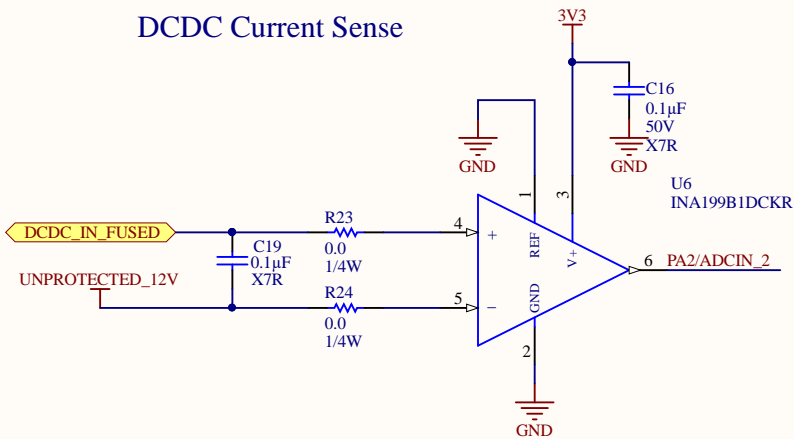 DCDC Current Sense
3V3
C16
0.1µF
50V
X7R
GND
GND
U6
INA199B1DCKR
1
3
DCDC_IN_FUSED
R23
0.0
1/4W
4
+
REF
V+
C19
0.1µF
X7R
6
PA2/ADCIN_2
UNPROTECTED_12V
R24
0.0
1/4W
5
−
GND
2
GND